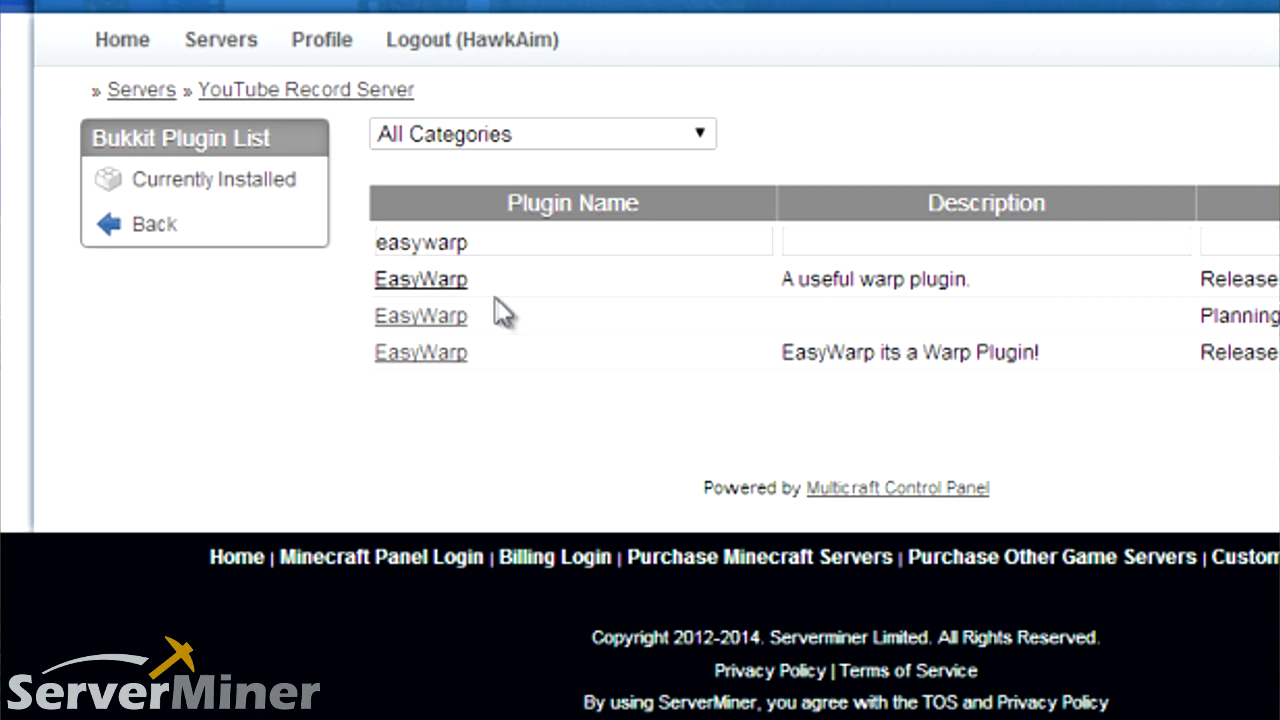 Home Servers Profile Logout (HawkAim)
» Servers » YouTube Record Server
Bukkit Plugin List
Currently Installed
Back
All Categories
Plugin Name Description
easywarp
EasyWarp A useful warp plugin. Release
EasyWarp Planning
EasyWarp EasyWarp its a Warp Plugin! Release
Powered by Multicraft Control Panel
Home | Minecraft Panel Login | Billing Login | Purchase Minecraft Servers | Purchase Other Game Servers | Custom
Copyright 2012-2014. Serverminer Limited. All Rights Reserved.
Privacy Policy | Terms of Service
By using ServerMiner, you agree with the TOS and Privacy Policy
ServerMiner